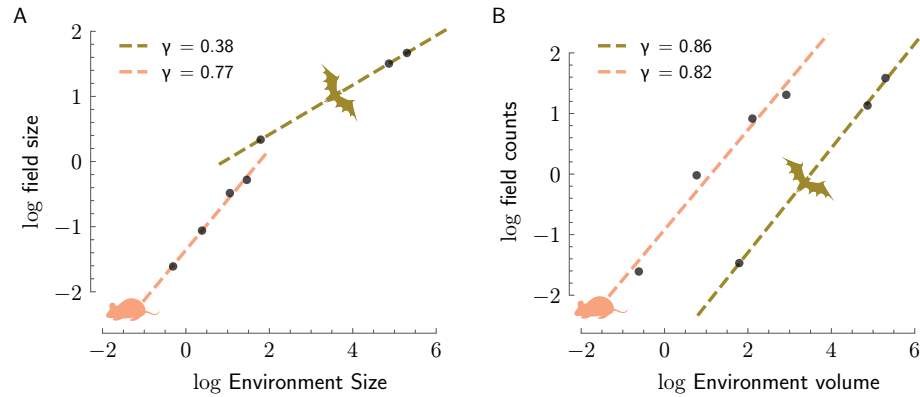 A
γ = 0.38
γ = 0.77
log field size
2
1
0
−1
−2
−2 0 2 4 6
log Environment Size
B
γ = 0.86
γ = 0.82
log field counts
2
1
0
−1
−2
−2 0 2 4 6
log Environment volume